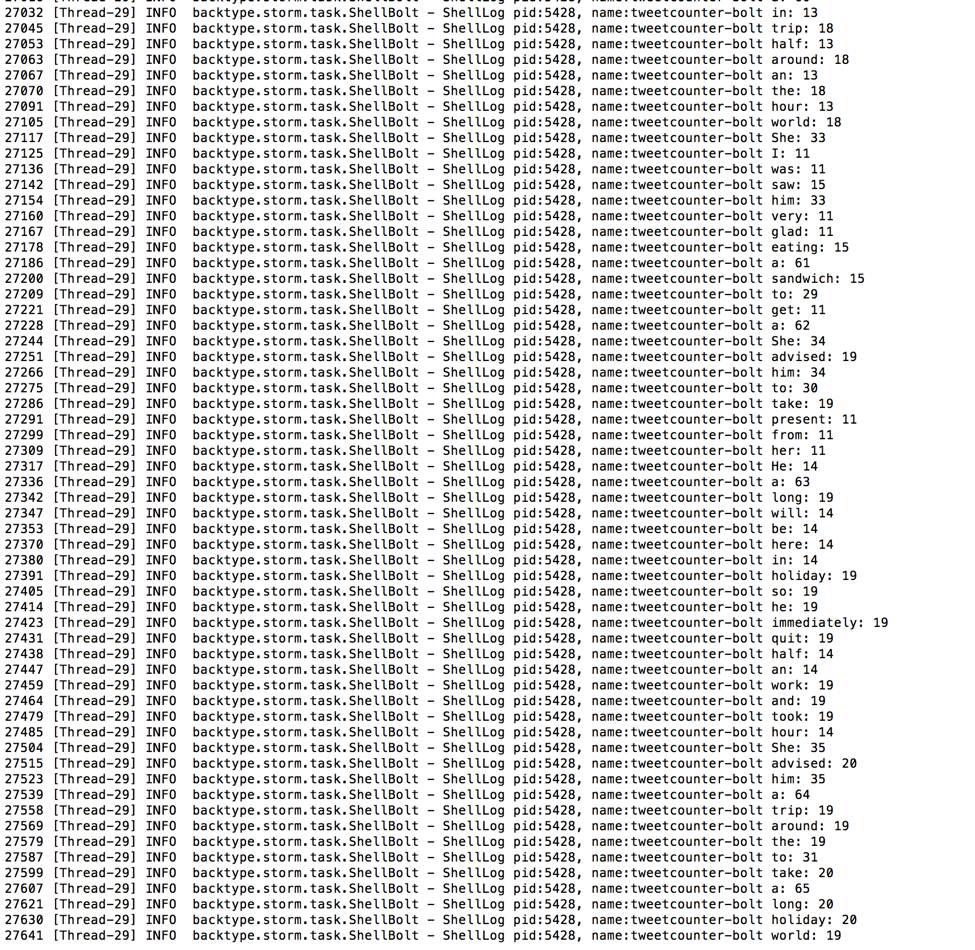 27032 [Thread-29] INFO  backtype.storm.task.ShellBolt - ShellLog pid:5428, name:tweetcounter-bolt in: 13
27045 [Thread-29] INFO  backtype.storm.task.ShellBolt - ShellLog pid:5428, name:tweetcounter-bolt trip: 18
27053 [Thread-29] INFO  backtype.storm.task.ShellBolt - ShellLog pid:5428, name:tweetcounter-bolt half: 13
27063 [Thread-29] INFO  backtype.storm.task.ShellBolt - ShellLog pid:5428, name:tweetcounter-bolt around: 18
27067 [Thread-29] INFO  backtype.storm.task.ShellBolt - ShellLog pid:5428, name:tweetcounter-bolt an: 13
27070 [Thread-29] INFO  backtype.storm.task.ShellBolt - ShellLog pid:5428, name:tweetcounter-bolt the: 18
27091 [Thread-29] INFO  backtype.storm.task.ShellBolt - ShellLog pid:5428, name:tweetcounter-bolt hour: 13
27105 [Thread-29] INFO  backtype.storm.task.ShellBolt - ShellLog pid:5428, name:tweetcounter-bolt world: 18
27117 [Thread-29] INFO  backtype.storm.task.ShellBolt - ShellLog pid:5428, name:tweetcounter-bolt She: 33
27125 [Thread-29] INFO  backtype.storm.task.ShellBolt - ShellLog pid:5428, name:tweetcounter-bolt I: 11
27136 [Thread-29] INFO  backtype.storm.task.ShellBolt - ShellLog pid:5428, name:tweetcounter-bolt was: 11
27142 [Thread-29] INFO  backtype.storm.task.ShellBolt - ShellLog pid:5428, name:tweetcounter-bolt saw: 15
27154 [Thread-29] INFO  backtype.storm.task.ShellBolt - ShellLog pid:5428, name:tweetcounter-bolt him: 33
27160 [Thread-29] INFO  backtype.storm.task.ShellBolt - ShellLog pid:5428, name:tweetcounter-bolt very: 11
27167 [Thread-29] INFO  backtype.storm.task.ShellBolt - ShellLog pid:5428, name:tweetcounter-bolt glad: 11
27178 [Thread-29] INFO  backtype.storm.task.ShellBolt - ShellLog pid:5428, name:tweetcounter-bolt eating: 15
27186 [Thread-29] INFO  backtype.storm.task.ShellBolt - ShellLog pid:5428, name:tweetcounter-bolt a: 61
27200 [Thread-29] INFO  backtype.storm.task.ShellBolt - ShellLog pid:5428, name:tweetcounter-bolt sandwich: 15
27209 [Thread-29] INFO  backtype.storm.task.ShellBolt - ShellLog pid:5428, name:tweetcounter-bolt to: 29
27221 [Thread-29] INFO  backtype.storm.task.ShellBolt - ShellLog pid:5428, name:tweetcounter-bolt get: 11
27228 [Thread-29] INFO  backtype.storm.task.ShellBolt - ShellLog pid:5428, name:tweetcounter-bolt a: 62
27244 [Thread-29] INFO  backtype.storm.task.ShellBolt - ShellLog pid:5428, name:tweetcounter-bolt She: 34
27251 [Thread-29] INFO  backtype.storm.task.ShellBolt - ShellLog pid:5428, name:tweetcounter-bolt advised: 19
27266 [Thread-29] INFO  backtype.storm.task.ShellBolt - ShellLog pid:5428, name:tweetcounter-bolt him: 34
27275 [Thread-29] INFO  backtype.storm.task.ShellBolt - ShellLog pid:5428, name:tweetcounter-bolt to: 30
27286 [Thread-29] INFO  backtype.storm.task.ShellBolt - ShellLog pid:5428, name:tweetcounter-bolt take: 19
27291 [Thread-29] INFO  backtype.storm.task.ShellBolt - ShellLog pid:5428, name:tweetcounter-bolt present: 11
27299 [Thread-29] INFO  backtype.storm.task.ShellBolt - ShellLog pid:5428, name:tweetcounter-bolt from: 11
27309 [Thread-29] INFO  backtype.storm.task.ShellBolt - ShellLog pid:5428, name:tweetcounter-bolt her: 11
27317 [Thread-29] INFO  backtype.storm.task.ShellBolt - ShellLog pid:5428, name:tweetcounter-bolt He: 14
27336 [Thread-29] INFO  backtype.storm.task.ShellBolt - ShellLog pid:5428, name:tweetcounter-bolt a: 63
27342 [Thread-29] INFO  backtype.storm.task.ShellBolt - ShellLog pid:5428, name:tweetcounter-bolt long: 19
27347 [Thread-29] INFO  backtype.storm.task.ShellBolt - ShellLog pid:5428, name:tweetcounter-bolt will: 14
27353 [Thread-29] INFO  backtype.storm.task.ShellBolt - ShellLog pid:5428, name:tweetcounter-bolt be: 14
27370 [Thread-29] INFO  backtype.storm.task.ShellBolt - ShellLog pid:5428, name:tweetcounter-bolt here: 14
27380 [Thread-29] INFO  backtype.storm.task.ShellBolt - ShellLog pid:5428, name:tweetcounter-bolt in: 14
27391 [Thread-29] INFO  backtype.storm.task.ShellBolt - ShellLog pid:5428, name:tweetcounter-bolt holiday: 19
27405 [Thread-29] INFO  backtype.storm.task.ShellBolt - ShellLog pid:5428, name:tweetcounter-bolt so: 19
27414 [Thread-29] INFO  backtype.storm.task.ShellBolt - ShellLog pid:5428, name:tweetcounter-bolt he: 19
27423 [Thread-29] INFO  backtype.storm.task.ShellBolt - ShellLog pid:5428, name:tweetcounter-bolt immediately: 19
27431 [Thread-29] INFO  backtype.storm.task.ShellBolt - ShellLog pid:5428, name:tweetcounter-bolt quit: 19
27438 [Thread-29] INFO  backtype.storm.task.ShellBolt - ShellLog pid:5428, name:tweetcounter-bolt half: 14
27447 [Thread-29] INFO  backtype.storm.task.ShellBolt - ShellLog pid:5428, name:tweetcounter-bolt an: 14
27459 [Thread-29] INFO  backtype.storm.task.ShellBolt - ShellLog pid:5428, name:tweetcounter-bolt work: 19
27464 [Thread-29] INFO  backtype.storm.task.ShellBolt - ShellLog pid:5428, name:tweetcounter-bolt and: 19
27479 [Thread-29] INFO  backtype.storm.task.ShellBolt - ShellLog pid:5428, name:tweetcounter-bolt took: 19
27485 [Thread-29] INFO  backtype.storm.task.ShellBolt - ShellLog pid:5428, name:tweetcounter-bolt hour: 14
27504 [Thread-29] INFO  backtype.storm.task.ShellBolt - ShellLog pid:5428, name:tweetcounter-bolt She: 35
27515 [Thread-29] INFO  backtype.storm.task.ShellBolt - ShellLog pid:5428, name:tweetcounter-bolt advised: 20
27523 [Thread-29] INFO  backtype.storm.task.ShellBolt - ShellLog pid:5428, name:tweetcounter-bolt him: 35
27539 [Thread-29] INFO  backtype.storm.task.ShellBolt - ShellLog pid:5428, name:tweetcounter-bolt a: 64
27558 [Thread-29] INFO  backtype.storm.task.ShellBolt - ShellLog pid:5428, name:tweetcounter-bolt trip: 19
27569 [Thread-29] INFO  backtype.storm.task.ShellBolt - ShellLog pid:5428, name:tweetcounter-bolt around: 19
27579 [Thread-29] INFO  backtype.storm.task.ShellBolt - ShellLog pid:5428, name:tweetcounter-bolt the: 19
27587 [Thread-29] INFO  backtype.storm.task.ShellBolt - ShellLog pid:5428, name:tweetcounter-bolt to: 31
27599 [Thread-29] INFO  backtype.storm.task.ShellBolt - ShellLog pid:5428, name:tweetcounter-bolt take: 20
27607 [Thread-29] INFO  backtype.storm.task.ShellBolt - ShellLog pid:5428, name:tweetcounter-bolt a: 65
27621 [Thread-29] INFO  backtype.storm.task.ShellBolt - ShellLog pid:5428, name:tweetcounter-bolt long: 20
27630 [Thread-29] INFO  backtype.storm.task.ShellBolt - ShellLog pid:5428, name:tweetcounter-bolt holiday: 20
27641 [Thread-29] INFO  backtype.storm.task.ShellBolt - ShellLog pid:5428, name:tweetcounter-bolt world: 19